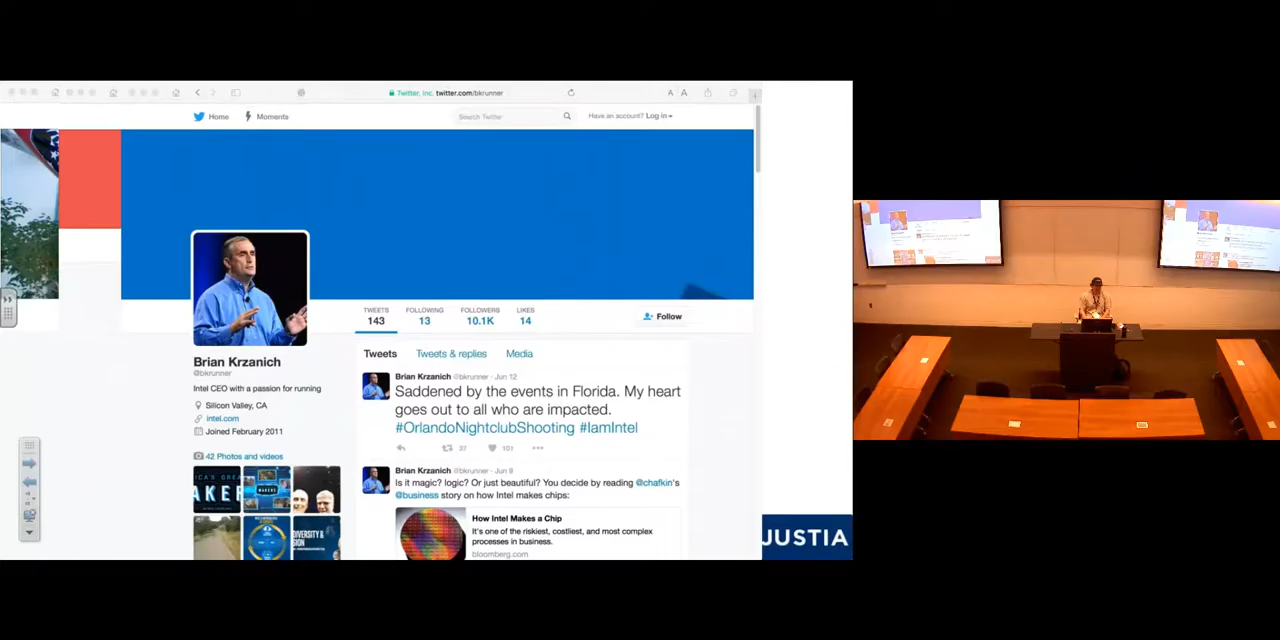 Twitter, Inc. twitter.com/bkrunner
A A
Home Moments
Search Twitter
Have an account? Log in
TWEETS FOLLOWING FOLLOWERS LIKES
143 13 10.1K 14
Follow
Brian Krzanich
@bkrunner
Intel CEO with a passion for running
Silicon Valley, CA
intel.com
Joined February 2011
42 Photos and videos
Tweets Tweets & replies Media
Brian Krzanich @bkrunner · Jun 12
Saddened by the events in Florida. My heart
goes out to all who are impacted.
#OrlandoNightclubShooting #IamIntel
37 101
Brian Krzanich @bkrunner · Jun 9
Is it magic? logic? Or just beautiful? You decide by reading @chafkin's
@business story on how Intel makes chips:
How Intel Makes a Chip
It's one of the riskiest, costliest, and most complex
processes in business.
bloomberg.com
JUSTIA